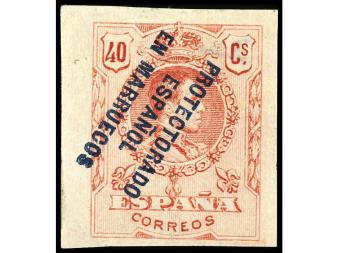 40 Cs.
PROTECTORADO
ESPAÑOL
EN MARRUECOS
ESPAÑA
CORREOS